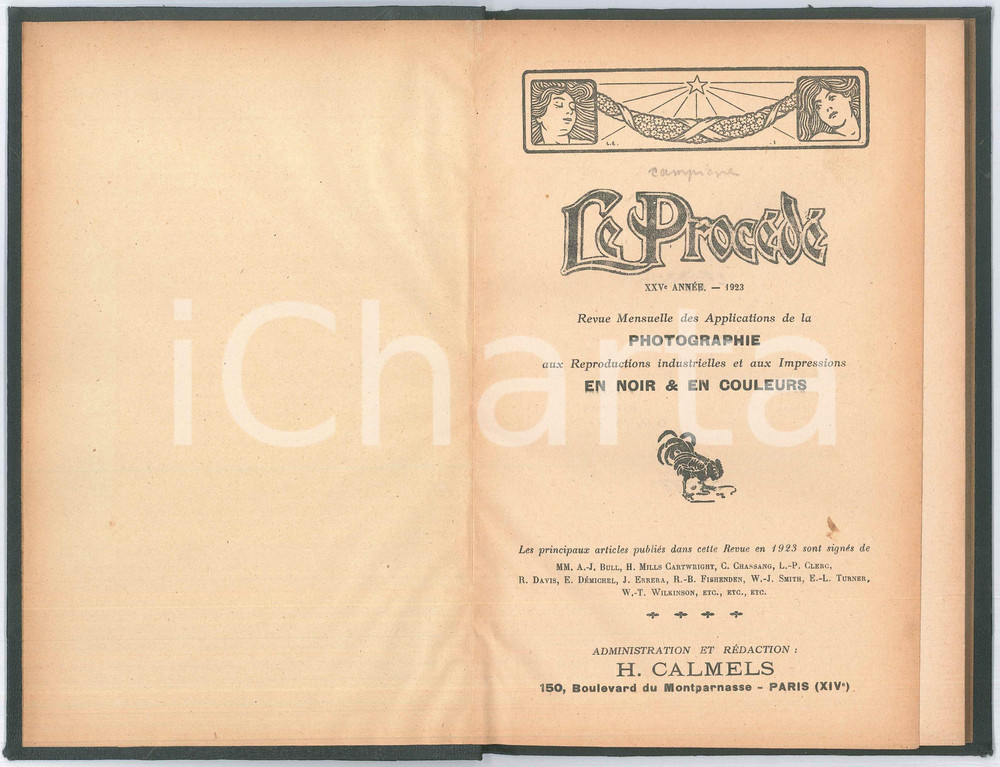 campione
Le Procédé
XXVe ANNÉE. — 1923
Revue Mensuelle des Applications de la
PHOTOGRAPHIE
aux Reproductions industrielles et aux Impressions
EN NOIR & EN COULEURS
iCharta
Les principaux articles publiés dans cette Revue en 1923 sont signés de
MM. A.-J. Bull, H. Mills Cartwright, C. Chassang, L.-P. Clerc,
R. Davis, E. Démichel, J. Errera, R.-B. Fishenden, W.-J. Smith, E.-L. Turner,
W.-T. Wilkinson, etc., etc., etc.
ADMINISTRATION ET RÉDACTION :
H. CALMELS
150, Boulevard du Montparnasse - PARIS (XIVe)